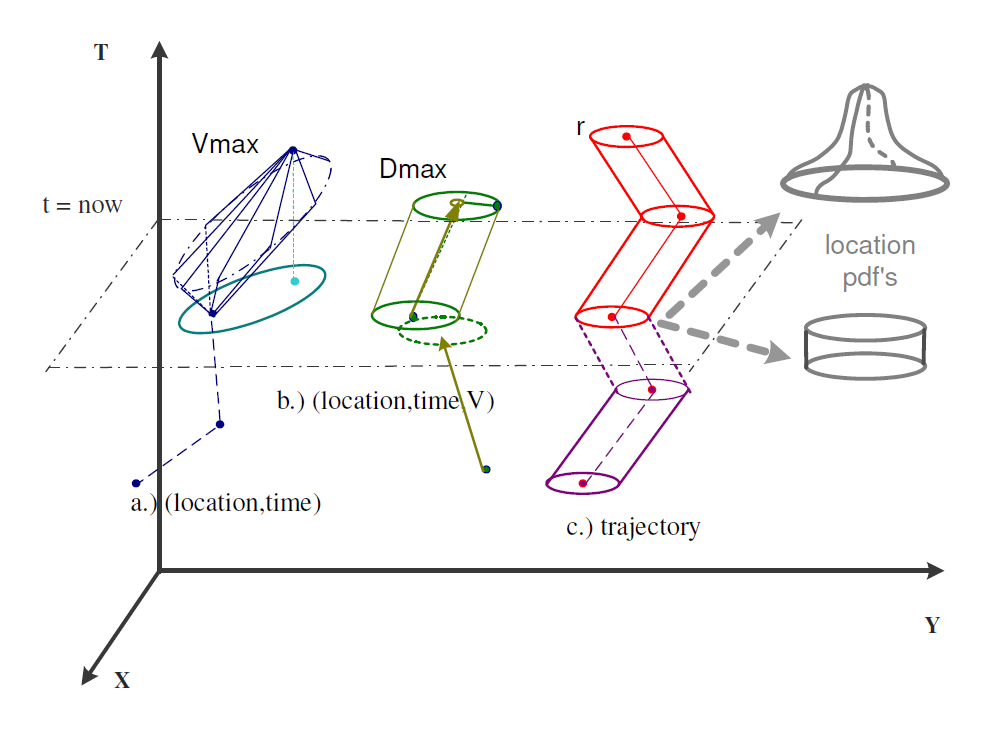 T
Vmax
Dmax
r
t = now
location
pdf's
b.) (location,time,V)
a.) (location,time)
c.) trajectory
Y
X